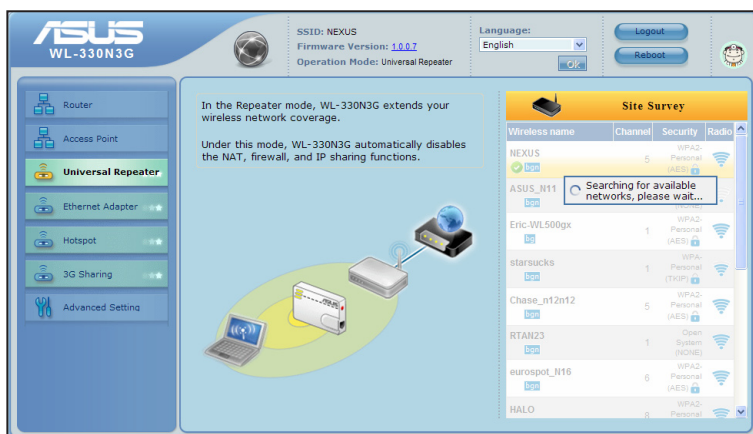 ASUS
WL-330N3G
SSID: NEXUS
Firmware Version: 1.0.0.7
Operation Mode: Universal Repeater
Language:
English
Ok
Logout
Reboot
Router
Access Point
Universal Repeater
Ethernet Adapter
Hotspot
3G Sharing
Advanced Setting
In the Repeater mode, WL-330N3G extends your
wireless network coverage.
Under this mode, WL-330N3G automatically disables
the NAT, firewall, and IP sharing functions.
Site Survey
Wireless name Channel Security Radio
NEXUS
bgn
5
WPA2-
Personal
(AES)
ASUS_N11
bgn
(NONE)
Searching for available
networks, please wait...
Eric-WL500gx
bg
1
WPA2-
Personal
(AES)
starsucks
bgn
1
WPA-
Personal
(TKIP)
Chase_n12n12
bgn
5
WPA2-
Personal
(AES)
RTAN23
bgn
1
Open
System
(NONE)
eurospot_N16
bgn
6
WPA2-
Personal
(AES)
HALO
8
WPA2-
Personal